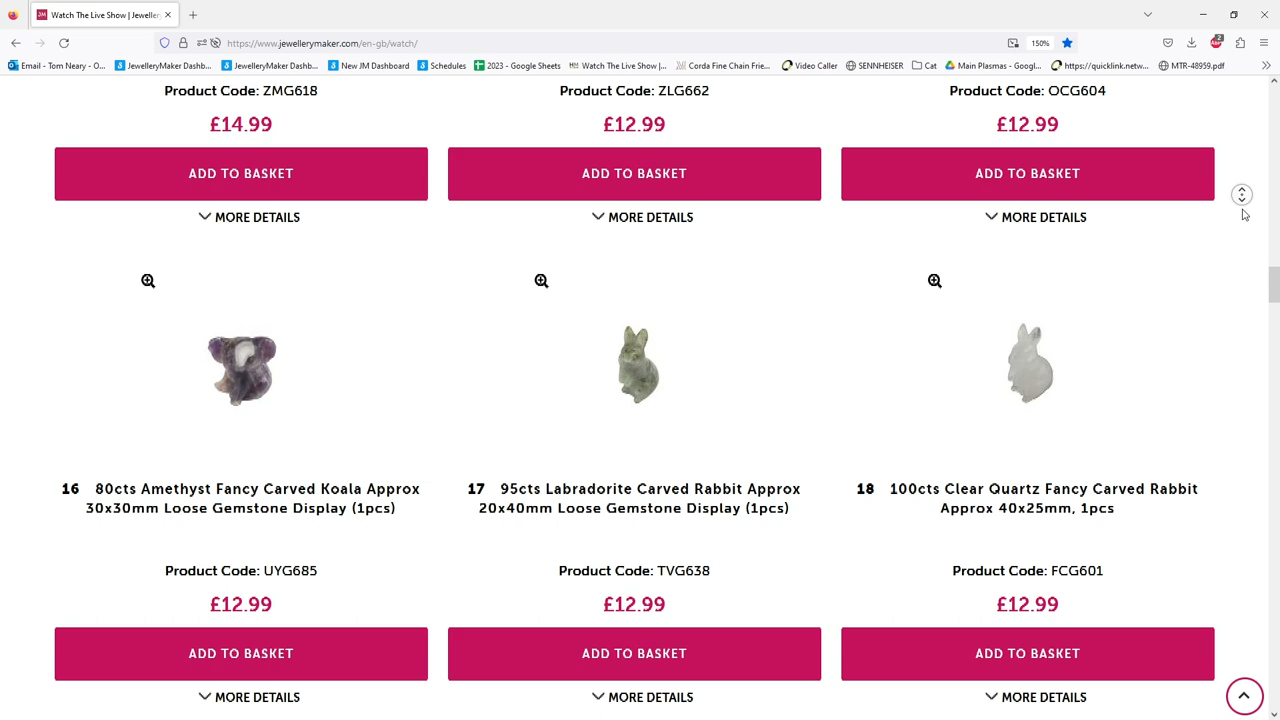 Watch The Live Show | Jeweller
https://www.jewellerymaker.com/en.gb/watch/
150%
2
Email - Tom Neary - O...
JewelleryMaker Dashb...
JewelleryMaker Dashb...
New JM Dashboard
Schedules
2023 - Google Sheets
Watch The Live Show |...
Corda Fine Chain Frie...
Video Caller
SENNHEISER
Cat
Main Plasmas - Googl...
https://quicklink.netw...
MTR-48959.pdf
Product Code: ZMG618
Product Code: ZLG662
Product Code: OCG604
£14.99
£12.99
£12.99
ADD TO BASKET
ADD TO BASKET
ADD TO BASKET
MORE DETAILS
MORE DETAILS
MORE DETAILS
16 80cts Amethyst Fancy Carved Koala Approx
30x30mm Loose Gemstone Display (1pcs)
17 95cts Labradorite Carved Rabbit Approx
20x40mm Loose Gemstone Display (1pcs)
18 100cts Clear Quartz Fancy Carved Rabbit
Approx 40x25mm, 1pcs
Product Code: UYG685
Product Code: TVG638
Product Code: FCG601
£12.99
£12.99
£12.99
ADD TO BASKET
ADD TO BASKET
ADD TO BASKET
MORE DETAILS
MORE DETAILS
MORE DETAILS